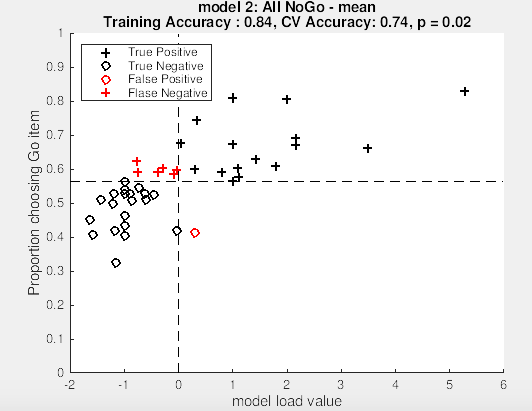 model 2: All NoGo - mean
Training Accuracy : 0.84, CV Accuracy: 0.74, p = 0.02
True Positive
True Negative
False Positive
Flase Negative
Proportion choosing Go item
1
0.9
0.8
0.7
0.6
0.5
0.4
0.3
0.2
0.1
0
-2 -1 0 1 2 3 4 5 6
model load value